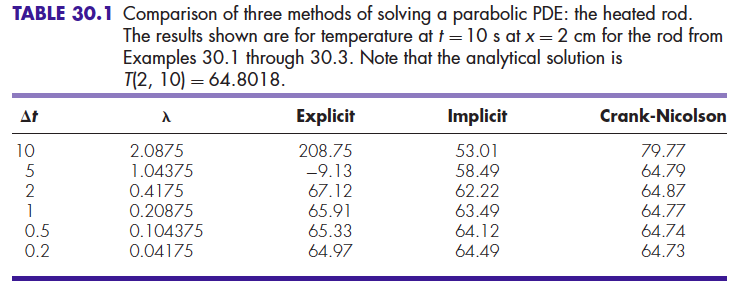 TABLE 30.1 Comparison of three methods of solving a parabolic PDE: the heated rod.
The results shown are for temperature at t = 10 s at x = 2 cm for the rod from
Examples 30.1 through 30.3. Note that the analytical solution is
T(2, 10) = 64.8018.
Δt λ Explicit Implicit Crank-Nicolson
10 2.0875 208.75 53.01 79.77
5 1.04375 −9.13 58.49 64.79
2 0.4175 67.12 62.22 64.87
1 0.20875 65.91 63.49 64.77
0.5 0.104375 65.33 64.12 64.74
0.2 0.04175 64.97 64.49 64.73